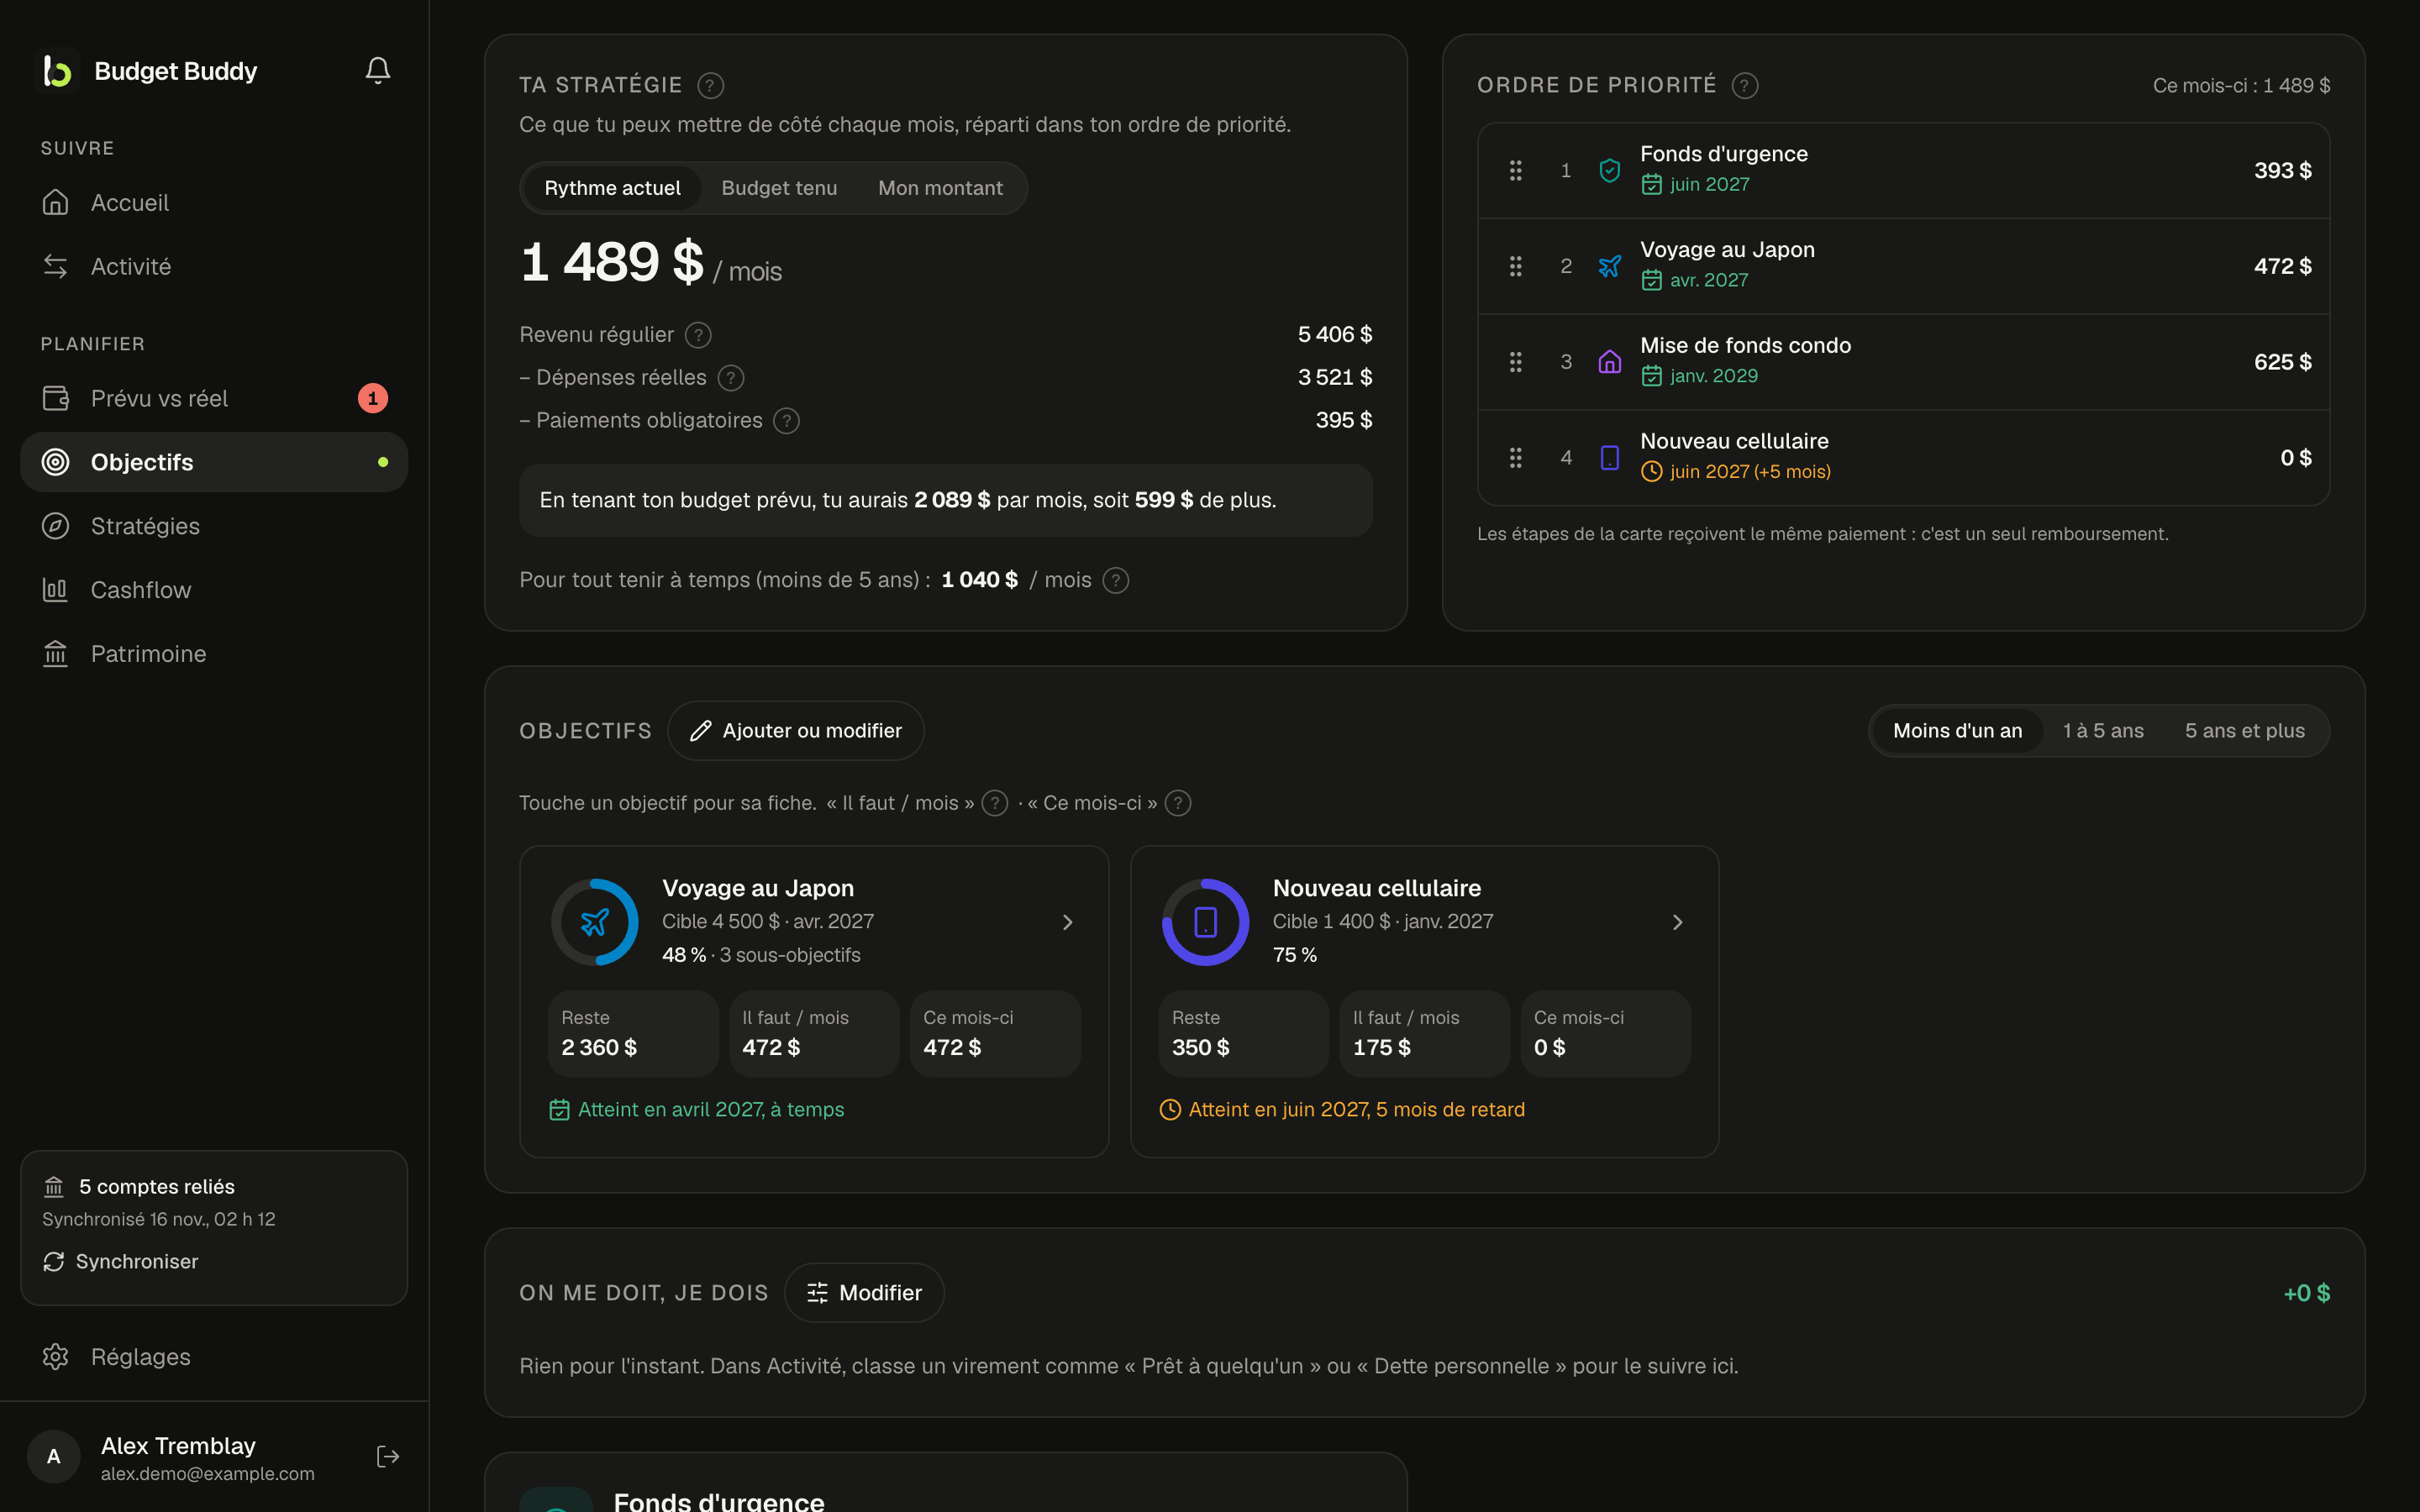 Budget Buddy
SUIVRE
Accueil
Activité
PLANIFIER
Prévu vs réel
1
Objectifs
Stratégies
Cashflow
Patrimoine
5 comptes reliés
Synchronisé 16 nov., 02 h 12
Synchroniser
Réglages
A
Alex Tremblay
alex.demo@example.com
TA STRATÉGIE ?
Ce que tu peux mettre de côté chaque mois, réparti dans ton ordre de priorité.
Rythme actuel Budget tenu Mon montant
1 489 $ / mois
Revenu régulier ? 5 406 $
– Dépenses réelles ? 3 521 $
– Paiements obligatoires ? 395 $
En tenant ton budget prévu, tu aurais 2 089 $ par mois, soit 599 $ de plus.
Pour tout tenir à temps (moins de 5 ans) : 1 040 $ / mois ?
ORDRE DE PRIORITÉ ? Ce mois-ci : 1 489 $
1 Fonds d'urgence 393 $
juin 2027
2 Voyage au Japon 472 $
avr. 2027
3 Mise de fonds condo 625 $
janv. 2029
4 Nouveau cellulaire 0 $
juin 2027 (+5 mois)
Les étapes de la carte reçoivent le même paiement : c'est un seul remboursement.
OBJECTIFS Ajouter ou modifier Moins d'un an 1 à 5 ans 5 ans et plus
Touche un objectif pour sa fiche. « Il faut / mois » ? · « Ce mois-ci » ?
Voyage au Japon
Cible 4 500 $ · avr. 2027
48 % · 3 sous-objectifs
Reste Il faut / mois Ce mois-ci
2 360 $ 472 $ 472 $
Atteint en avril 2027, à temps
Nouveau cellulaire
Cible 1 400 $ · janv. 2027
75 %
Reste Il faut / mois Ce mois-ci
350 $ 175 $ 0 $
Atteint en juin 2027, 5 mois de retard
ON ME DOIT, JE DOIS Modifier +0 $
Rien pour l'instant. Dans Activité, classe un virement comme « Prêt à quelqu'un » ou « Dette personnelle » pour le suivre ici.
Fonds d'urgence